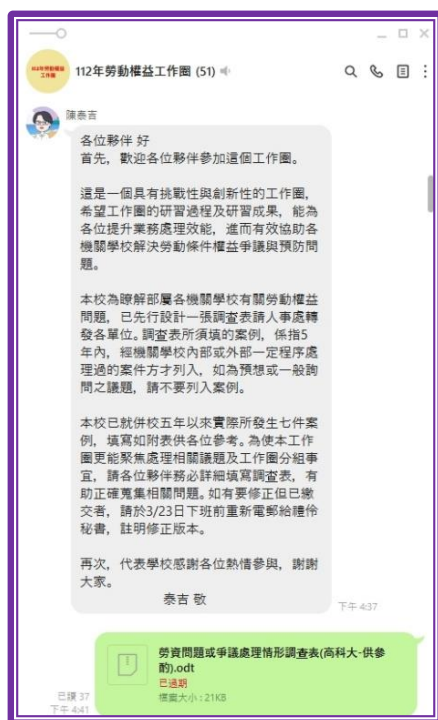 112年勞動權益
工作圈
112年勞動權益工作圈 (51)
陳泰吉
各位夥伴 好
首先，歡迎各位夥伴參加這個工作圈。
這是一個具有挑戰性與創新性的工作圈，
希望工作圈的研習過程及研習成果，能為
各位提升業務處理效能，進而有效協助各
機關學校解決勞動條件權益爭議與預防問
題。
本校為瞭解部屬各機關學校有關勞動權益
問題，已先行設計一張調查表請人事處轉
發各單位。調查表所須填的案例，係指5
年內，經機關學校內部或外部一定程序處
理過的案件方才列入，如為預想或一般詢
問之議題，請不要列入案例。
本校已就併校五年以來實際所發生七件案
例，填寫如附表供各位參考。為使本工作
圈更能聚焦處理相關議題及工作圈分組事
宜，請各位夥伴務必詳細填寫調查表，有
助正確蒐集相關問題。如有要修正但已繳
交者，請於3/23日下班前重新電郵給禮伶
秘書，註明修正版本。
再次，代表學校感謝各位熱情參與，謝謝
大家。
泰吉 敬
下午 4:37
勞資問題或爭議處理情形調查表(高科大-供參
酌).odt
已過期
檔案大小 : 21KB
已讀 37
下午 4:41